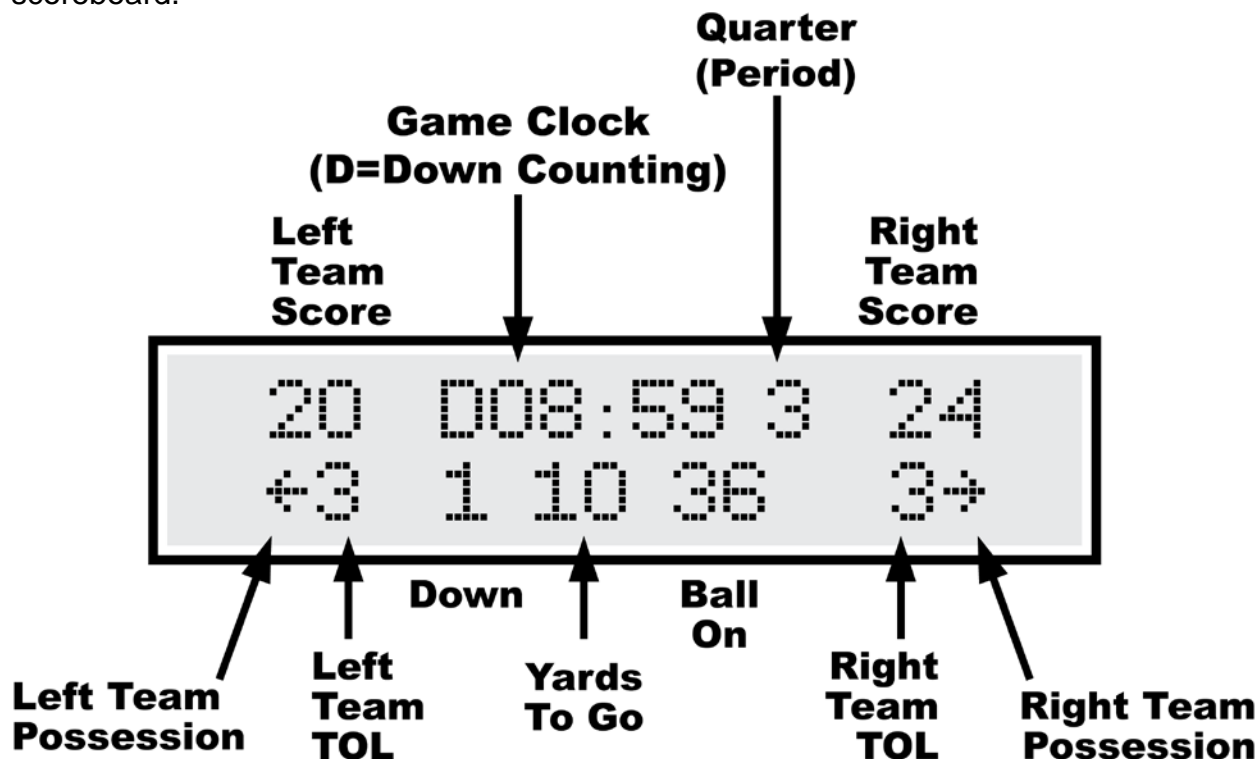 scoreboard.
Quarter
(Period)
Game Clock
(D=Down Counting)
Left
Team
Score
Right
Team
Score
20 D08:59 3 24
←3 1 10 36 3→
Down
Ball
On
Left Team
Possession
Left
Team
TOL
Yards
To Go
Right
Team
TOL
Right Team
Possession